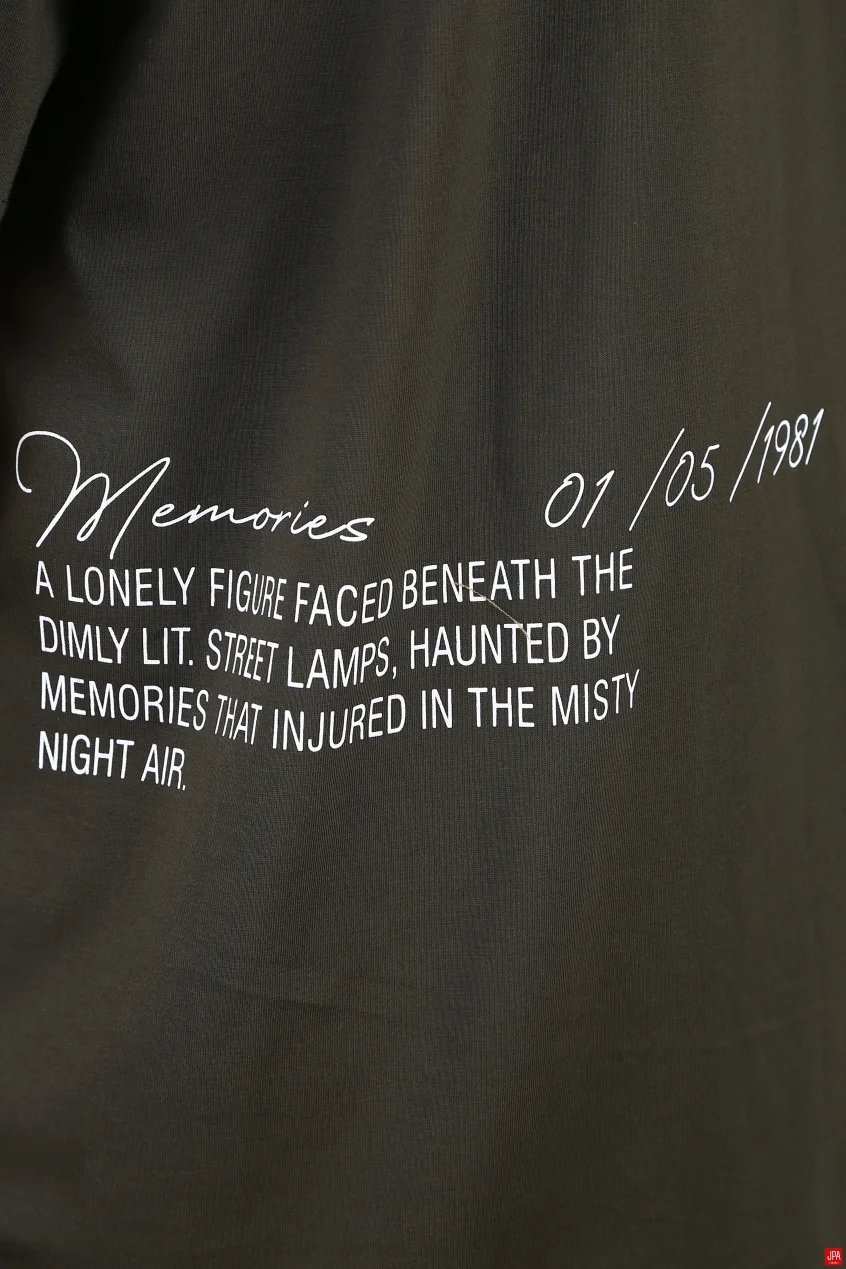 Memories 01/05/1981
A LONELY FIGURE FACED BENEATH THE
DIMLY LIT. STREET LAMPS, HAUNTED BY
MEMORIES THAT INJURED IN THE MISTY
NIGHT AIR.
JPA